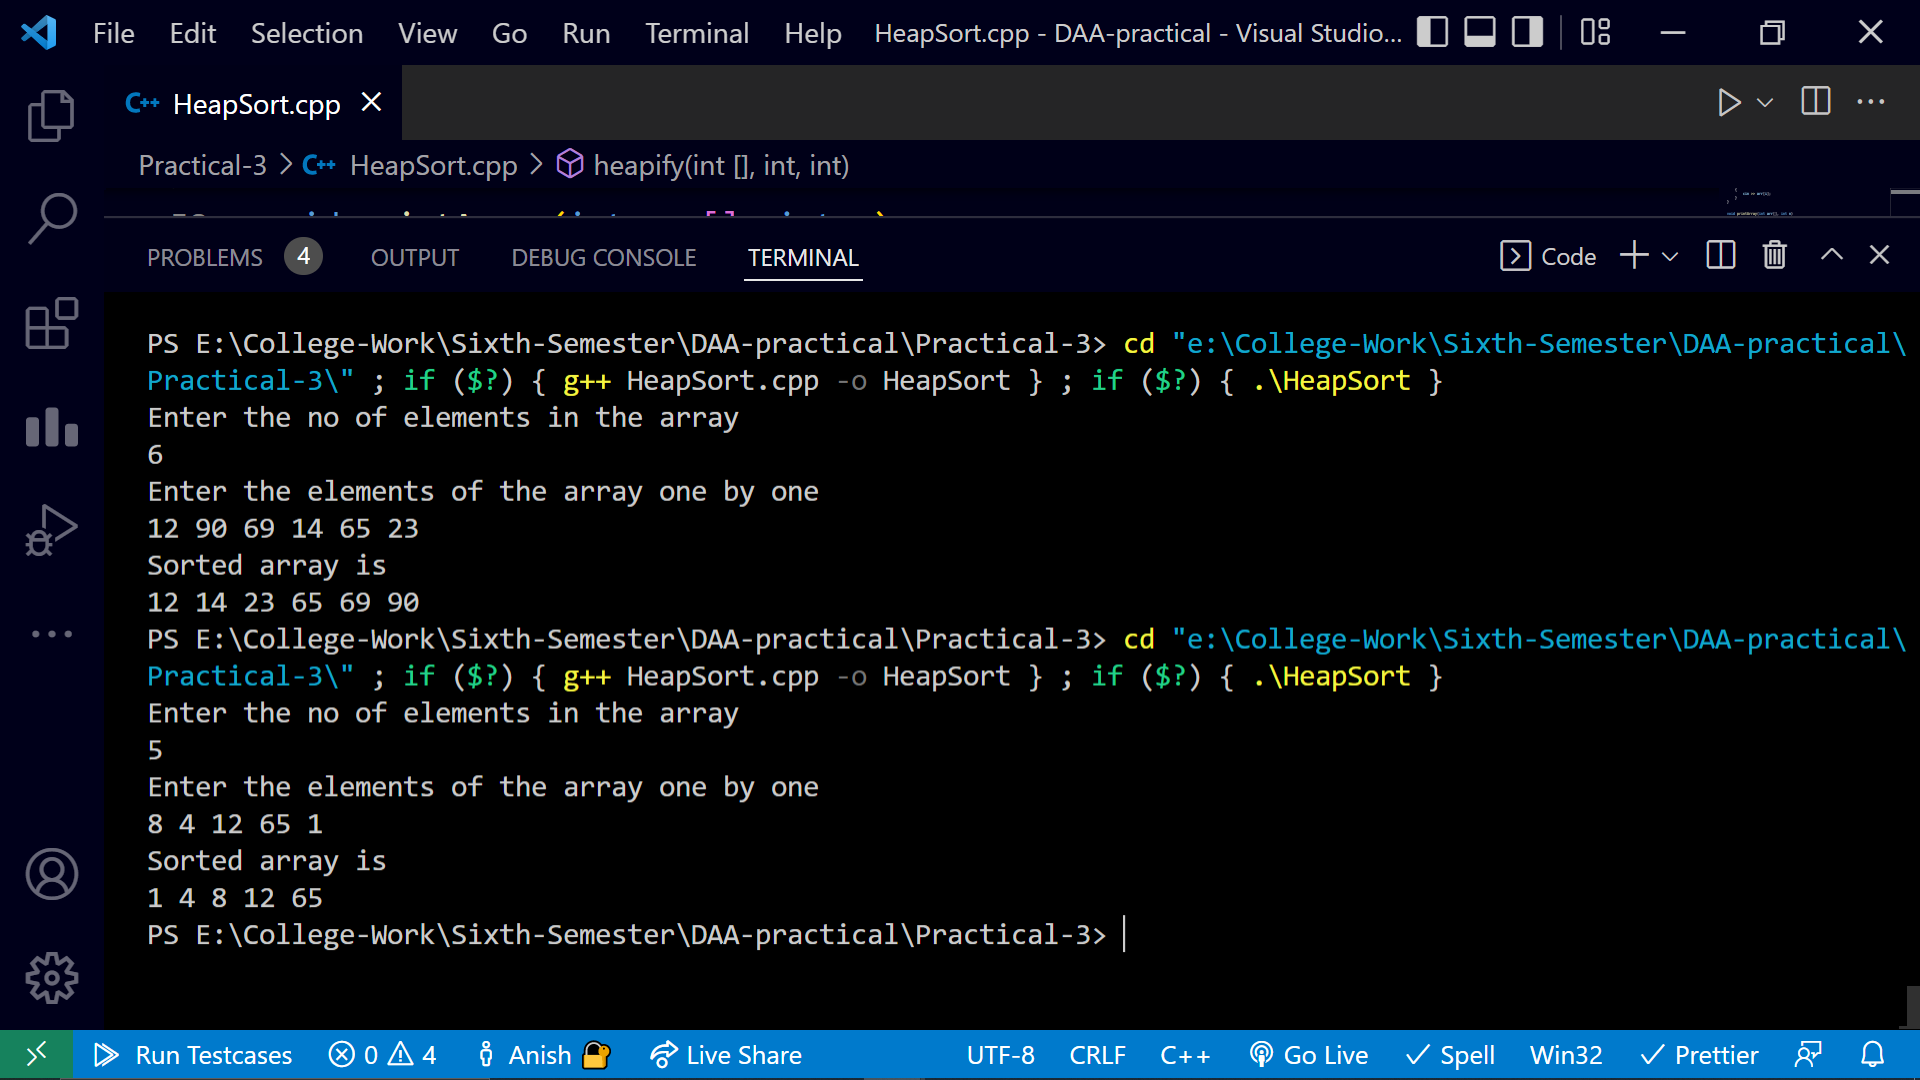 File Edit Selection View Go Run Terminal Help HeapSort.cpp - DAA-practical - Visual Studio...
C++ HeapSort.cpp
Practical-3 > C++ HeapSort.cpp > heapify(int [], int, int)
PROBLEMS 4 OUTPUT DEBUG CONSOLE TERMINAL Code
PS E:\College-Work\Sixth-Semester\DAA-practical\Practical-3> cd "e:\College-Work\Sixth-Semester\DAA-practical\
Practical-3\" ; if ($?) { g++ HeapSort.cpp -o HeapSort } ; if ($?) { .\HeapSort }
Enter the no of elements in the array
6
Enter the elements of the array one by one
12 90 69 14 65 23
Sorted array is
12 14 23 65 69 90
PS E:\College-Work\Sixth-Semester\DAA-practical\Practical-3> cd "e:\College-Work\Sixth-Semester\DAA-practical\
Practical-3\" ; if ($?) { g++ HeapSort.cpp -o HeapSort } ; if ($?) { .\HeapSort }
Enter the no of elements in the array
5
Enter the elements of the array one by one
8 4 12 65 1
Sorted array is
1 4 8 12 65
PS E:\College-Work\Sixth-Semester\DAA-practical\Practical-3>
Run Testcases 0 4 Anish Live Share UTF-8 CRLF C++ Go Live Spell Win32 Prettier